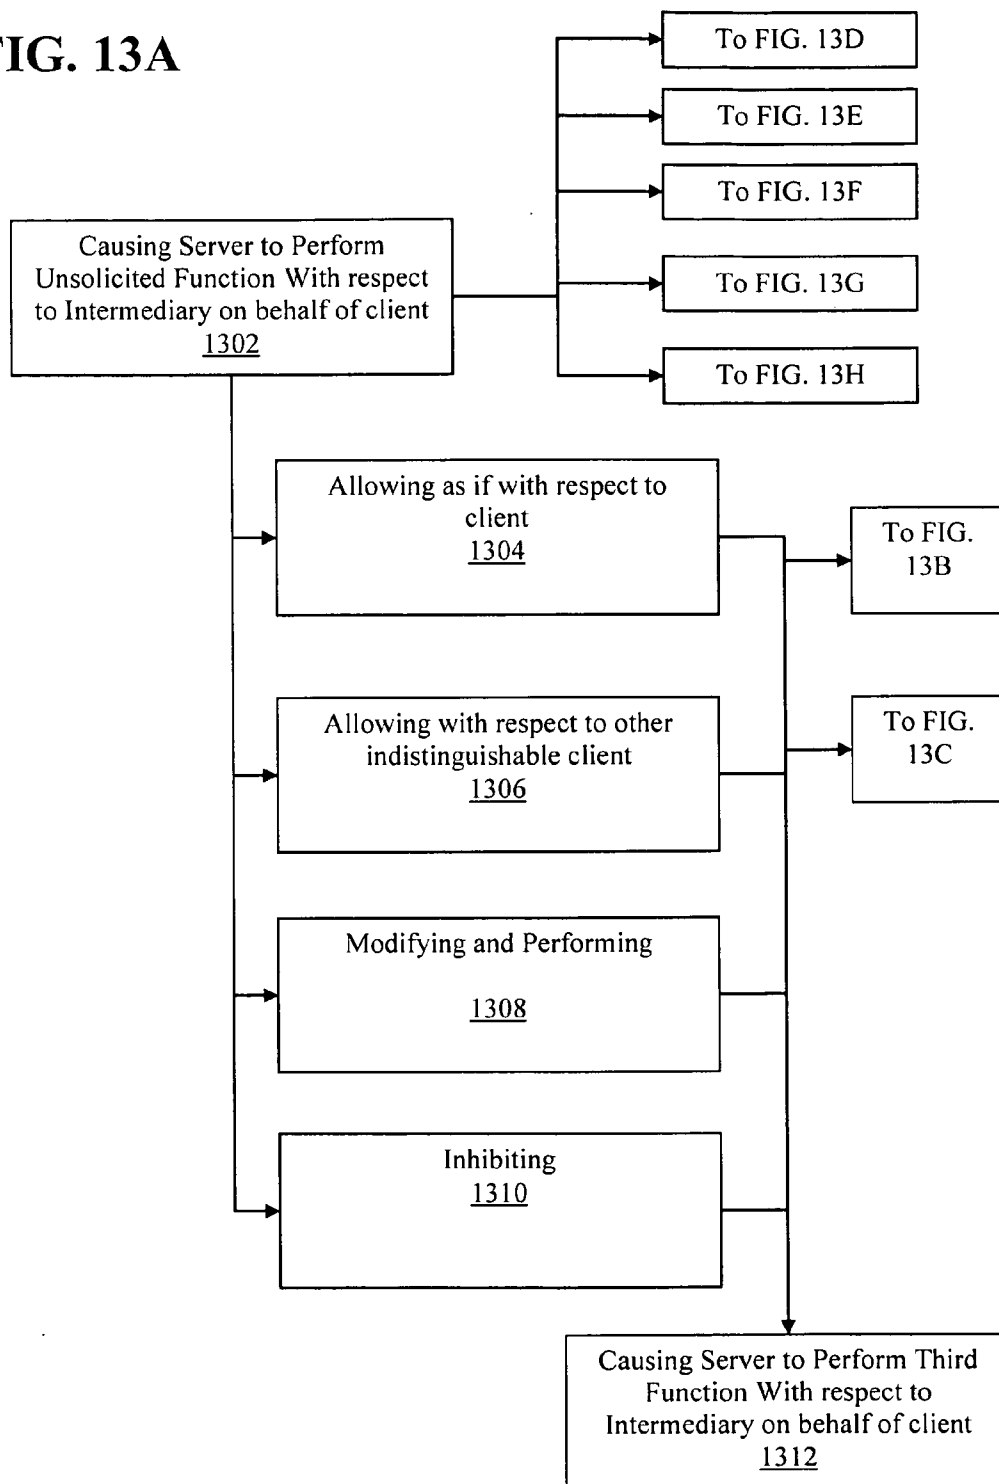 FIG. 13A
To FIG. 13D
To FIG. 13E
To FIG. 13F
To FIG. 13G
To FIG. 13H
Causing Server to Perform
Unsolicited Function With respect
to Intermediary on behalf of client
1302
Allowing as if with respect to
client
1304
To FIG.
13B
Allowing with respect to other
indistinguishable client
1306
To FIG.
13C
Modifying and Performing
1308
Inhibiting
1310
Causing Server to Perform Third
Function With respect to
Intermediary on behalf of client
1312